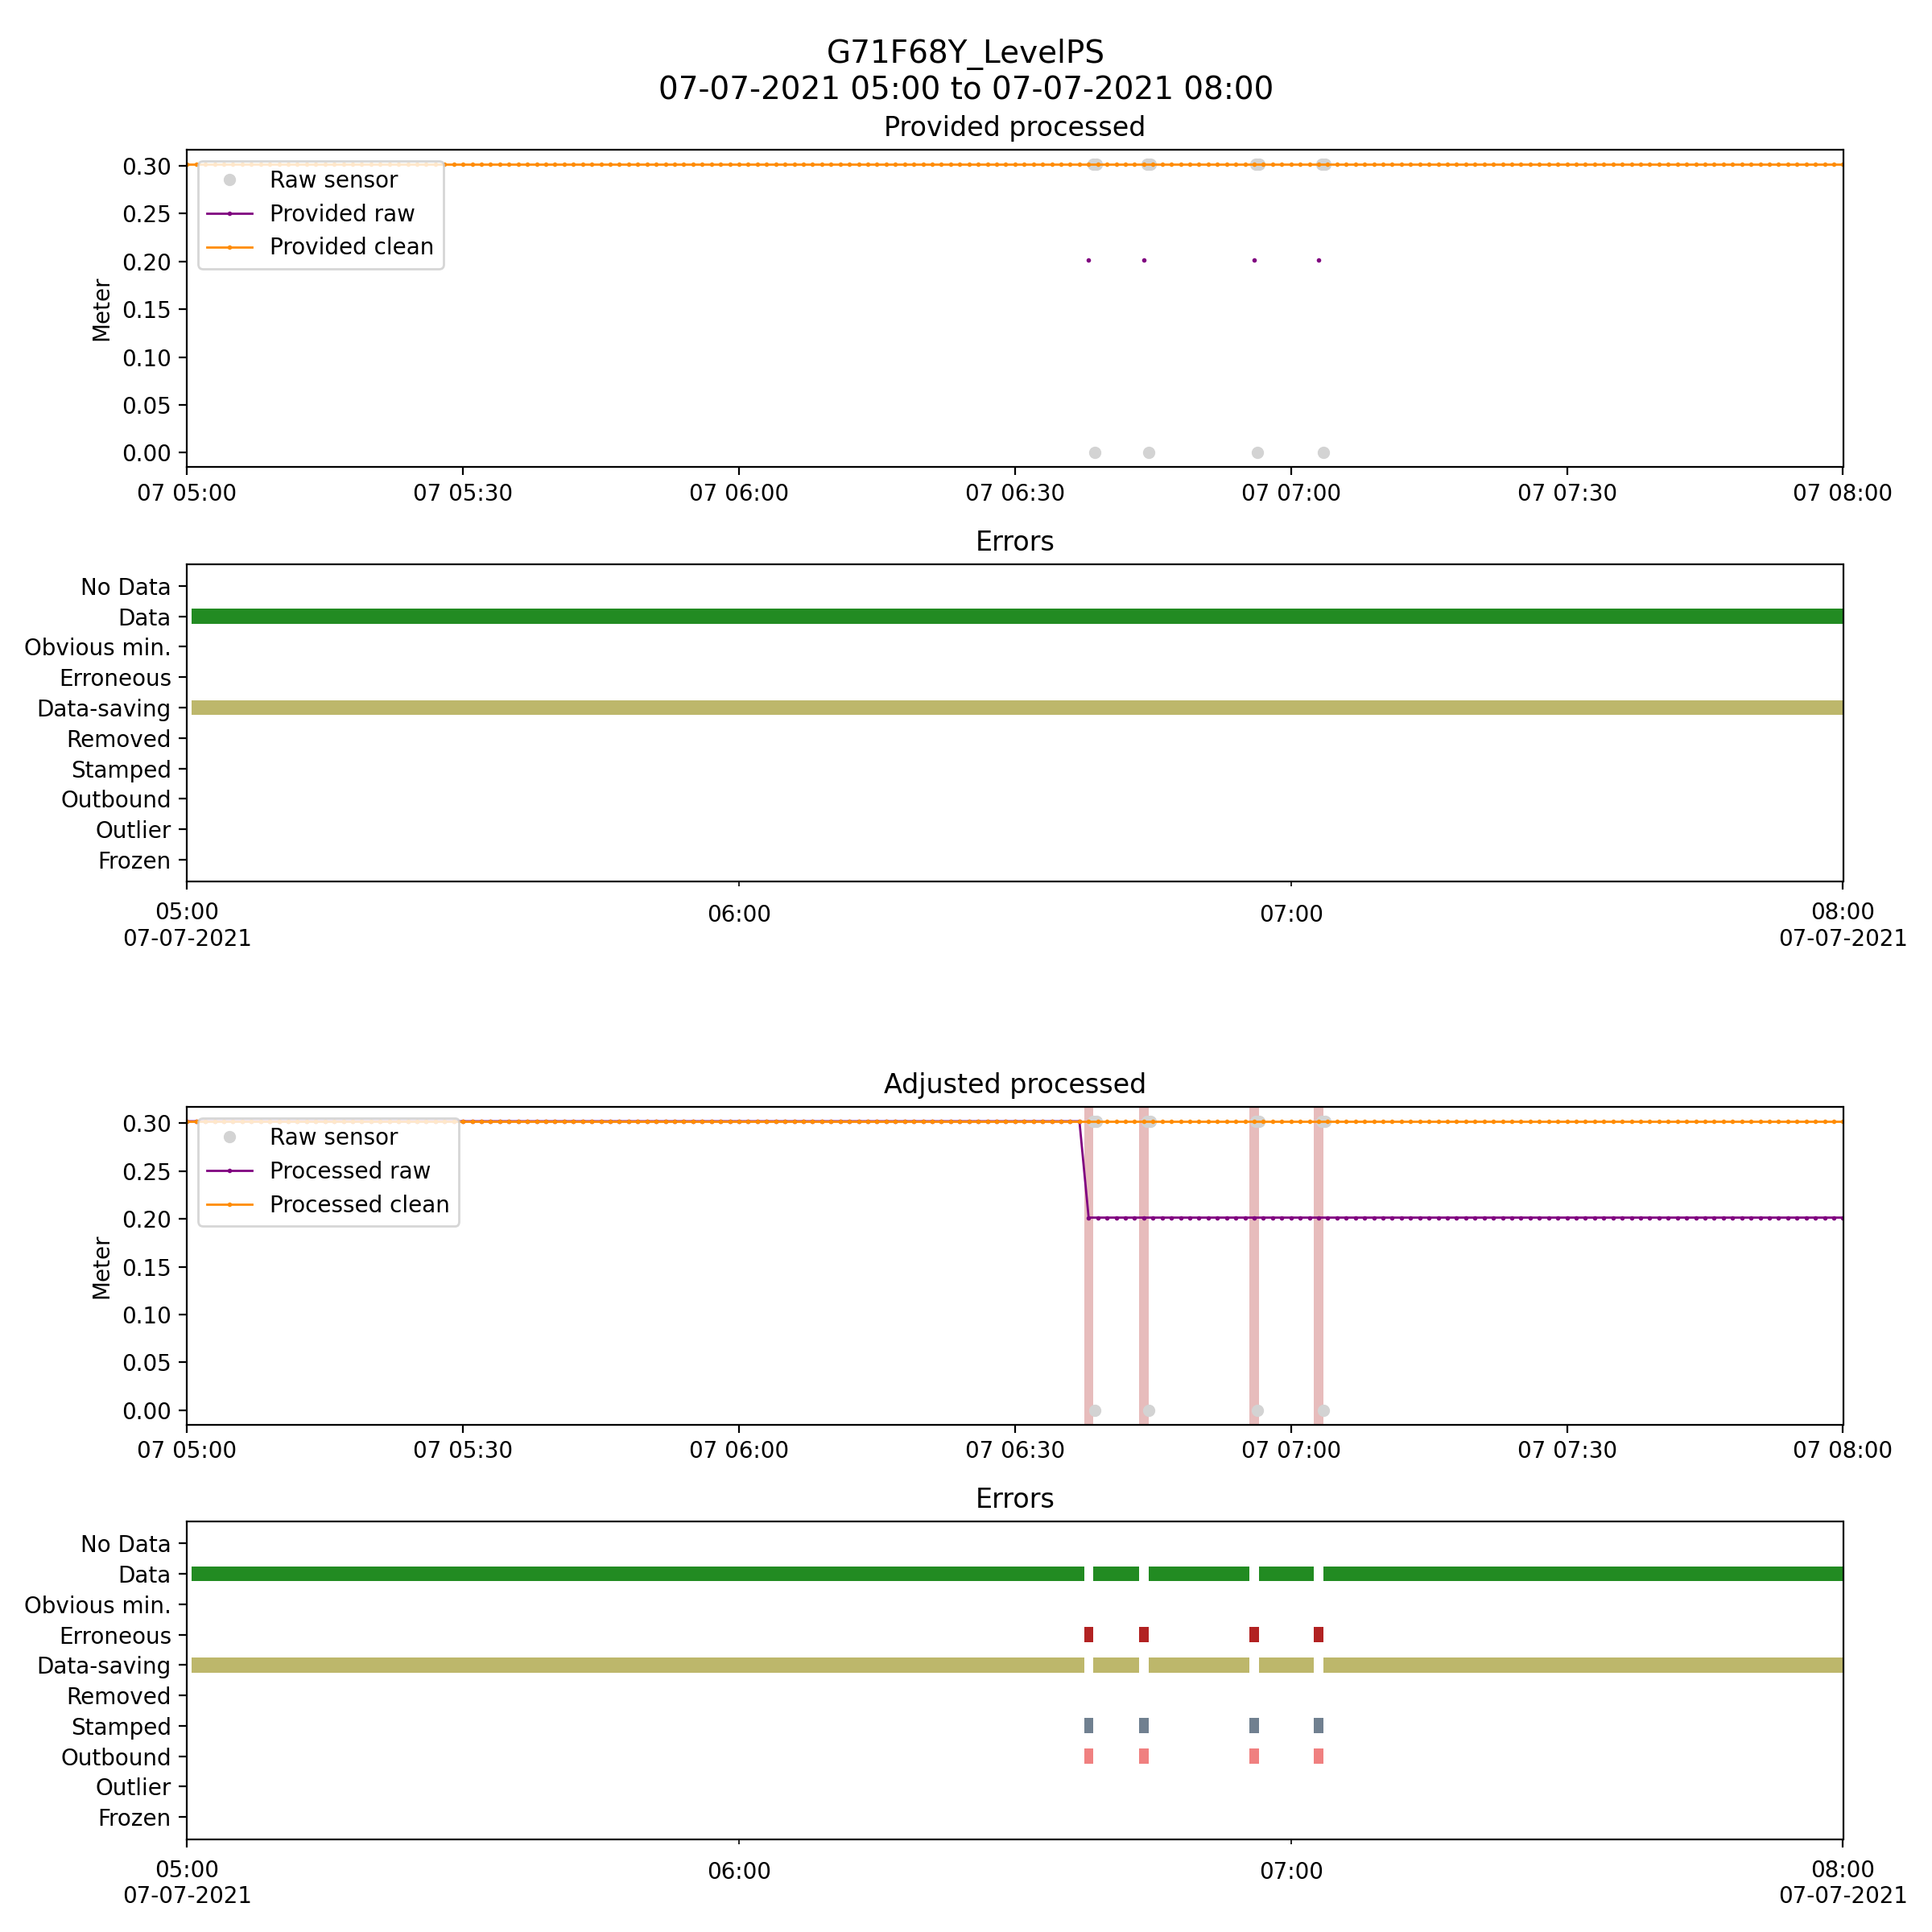 G71F68Y_LevelPS
07-07-2021 05:00 to 07-07-2021 08:00
Provided processed
0.30
0.25
0.20
0.15
0.10
0.05
0.00
Meter
Raw sensor
Provided raw
Provided clean
07 05:00 07 05:30 07 06:00 07 06:30 07 07:00 07 07:30 07 08:00
Errors
No Data
Data
Obvious min.
Erroneous
Data-saving
Removed
Stamped
Outbound
Outlier
Frozen
05:00 06:00 07:00 08:00
07-07-2021 07-07-2021
Adjusted processed
0.30
0.25
0.20
0.15
0.10
0.05
0.00
Meter
Raw sensor
Processed raw
Processed clean
07 05:00 07 05:30 07 06:00 07 06:30 07 07:00 07 07:30 07 08:00
Errors
No Data
Data
Obvious min.
Erroneous
Data-saving
Removed
Stamped
Outbound
Outlier
Frozen
05:00 06:00 07:00 08:00
07-07-2021 07-07-2021